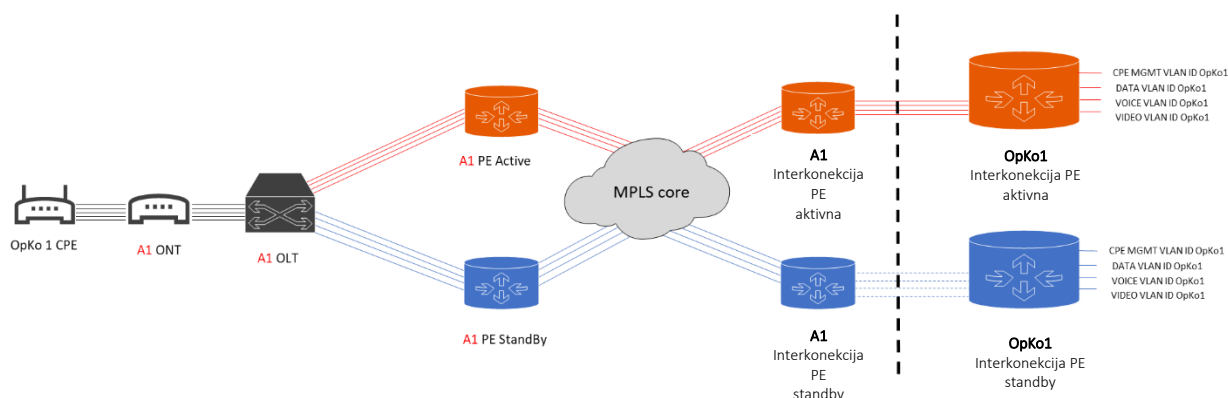 OpKo 1 CPE
A1 ONT
A1 OLT
A1 PE Active
A1 PE StandBy
MPLS core
A1
Interkonekcija
PE
aktivna
OpKo1
Interkonekcija PE
aktivna
CPE MGMT VLAN ID OpKo1
DATA VLAN ID OpKo1
VOICE VLAN ID OpKo1
VIDEO VLAN ID OpKo1
A1
Interkonekcija
PE
standby
OpKo1
Interkonekcija PE
standby
CPE MGMT VLAN ID OpKo1
DATA VLAN ID OpKo1
VOICE VLAN ID OpKo1
VIDEO VLAN ID OpKo1